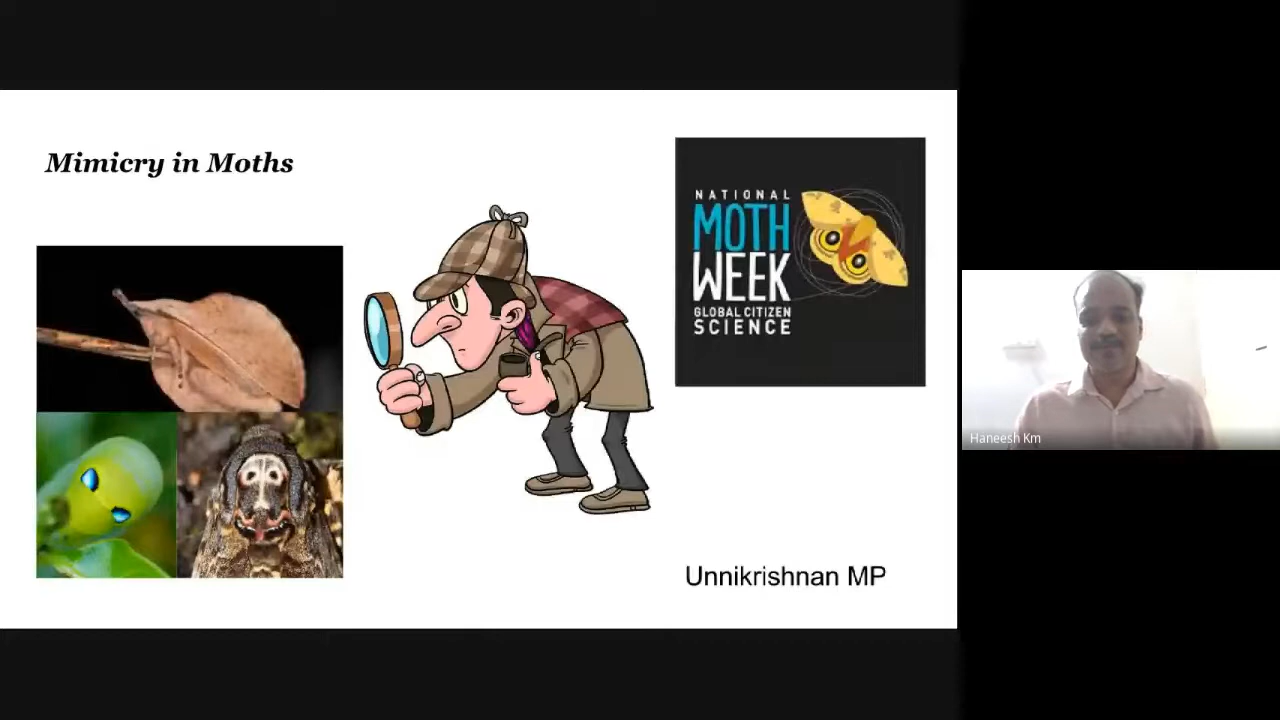 Mimicry in Moths
NATIONAL
MOTH
WEEK
GLOBAL CITIZEN
SCIENCE
Haneesh Km
Unnikrishnan MP